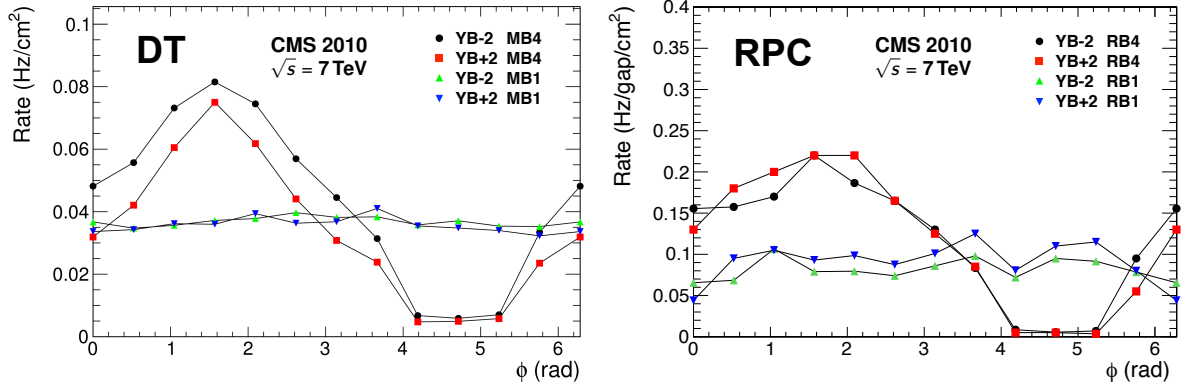 DT
CMS 2010
√s = 7 TeV
YB-2 MB4
YB+2 MB4
YB-2 MB1
YB+2 MB1
Rate (Hz/cm²)
0.1
0.08
0.06
0.04
0.02
0
0 1 2 3 4 5 6
ϕ (rad)
RPC
CMS 2010
√s = 7 TeV
YB-2 RB4
YB+2 RB4
YB-2 RB1
YB+2 RB1
Rate (Hz/gap/cm²)
0.4
0.35
0.3
0.25
0.2
0.15
0.1
0.05
0
0 1 2 3 4 5 6
ϕ (rad)